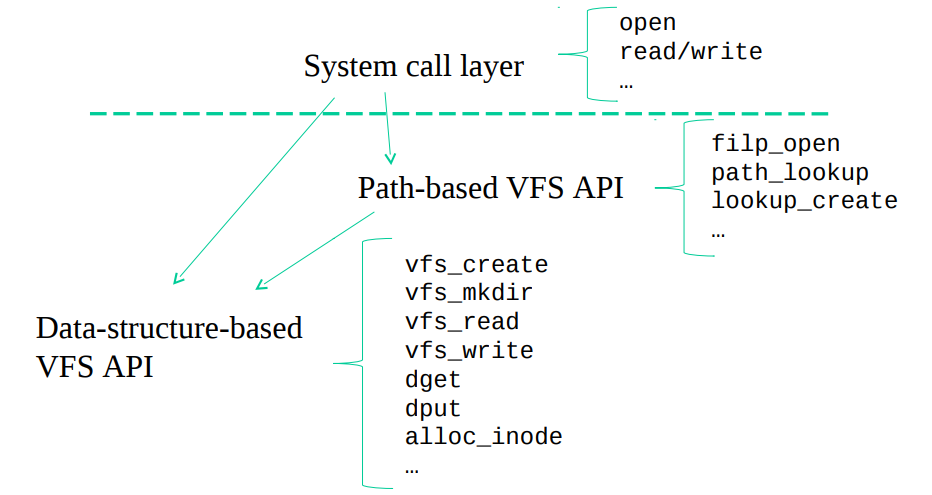 System call layer
open
read/write
…
Path-based VFS API
filp_open
path_lookup
lookup_create
…
Data-structure-based
VFS API
vfs_create
vfs_mkdir
vfs_read
vfs_write
dget
dput
alloc_inode
…